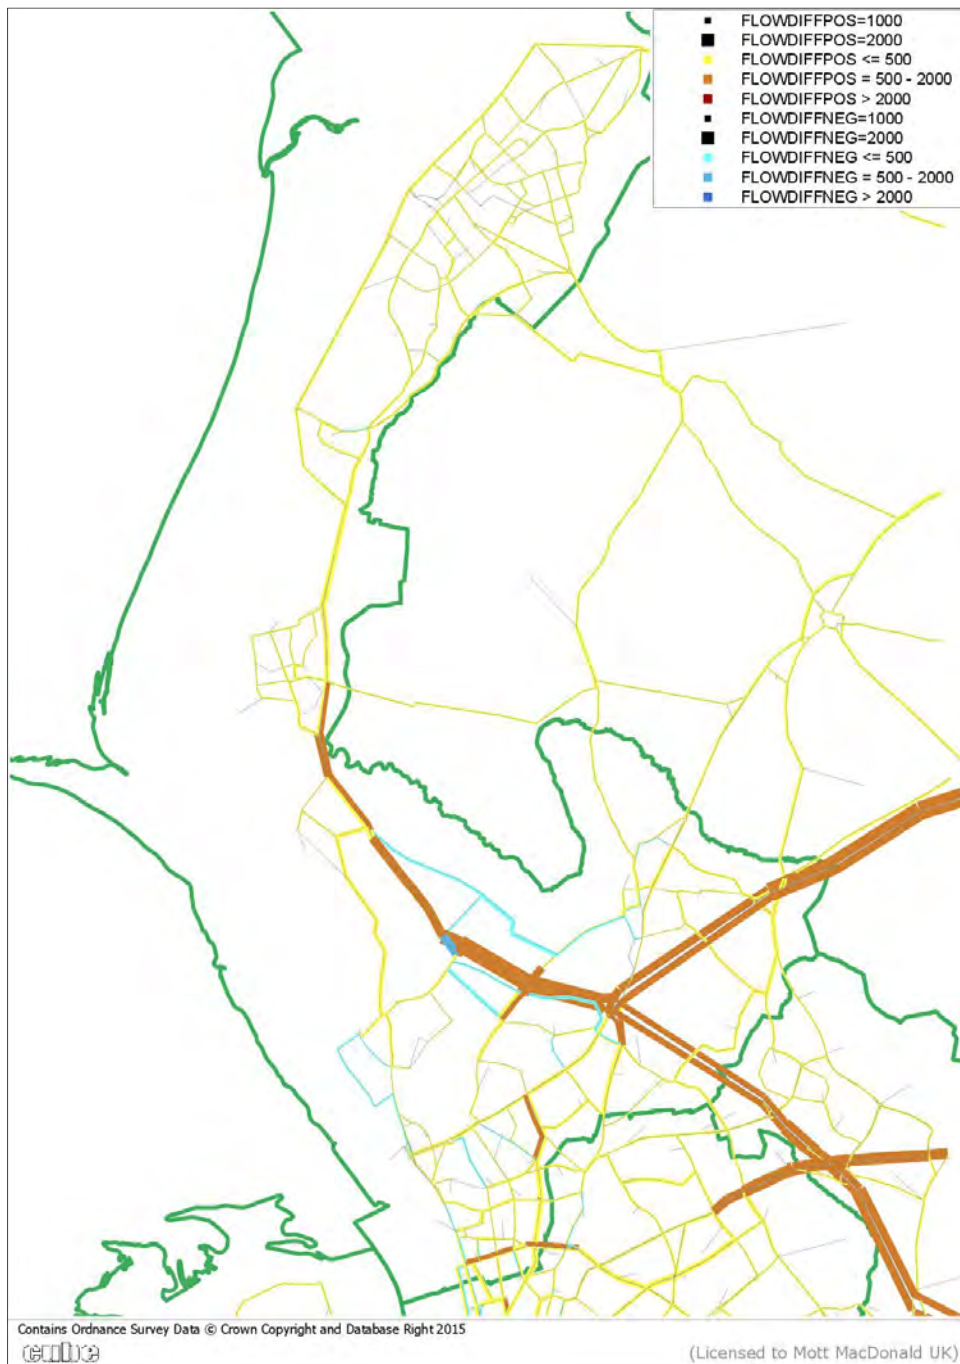 FLOWDIFFPOS=1000
FLOWDIFFPOS=2000
FLOWDIFFPOS <= 500
FLOWDIFFPOS = 500 - 2000
FLOWDIFFPOS > 2000
FLOWDIFFNEG=1000
FLOWDIFFNEG=2000
FLOWDIFFNEG <= 500
FLOWDIFFNEG = 500 - 2000
FLOWDIFFNEG > 2000
Contains Ordnance Survey Data © Crown Copyright and Database Right 2015
cube
(Licensed to Mott MacDonald UK)